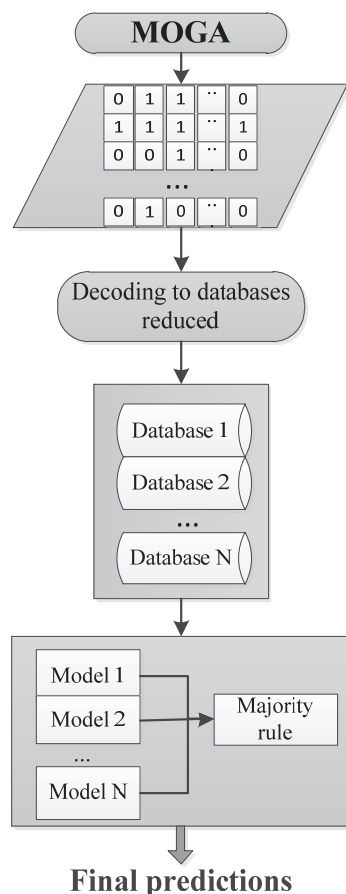 MOGA
0 1 1 .. 0
1 1 1 .. 1
0 0 1 .. 0
...
0 1 0 .. 0
Decoding to databases
reduced
Database 1
Database 2
...
Database N
Model 1
Model 2
...
Model N
Majority
rule
Final predictions